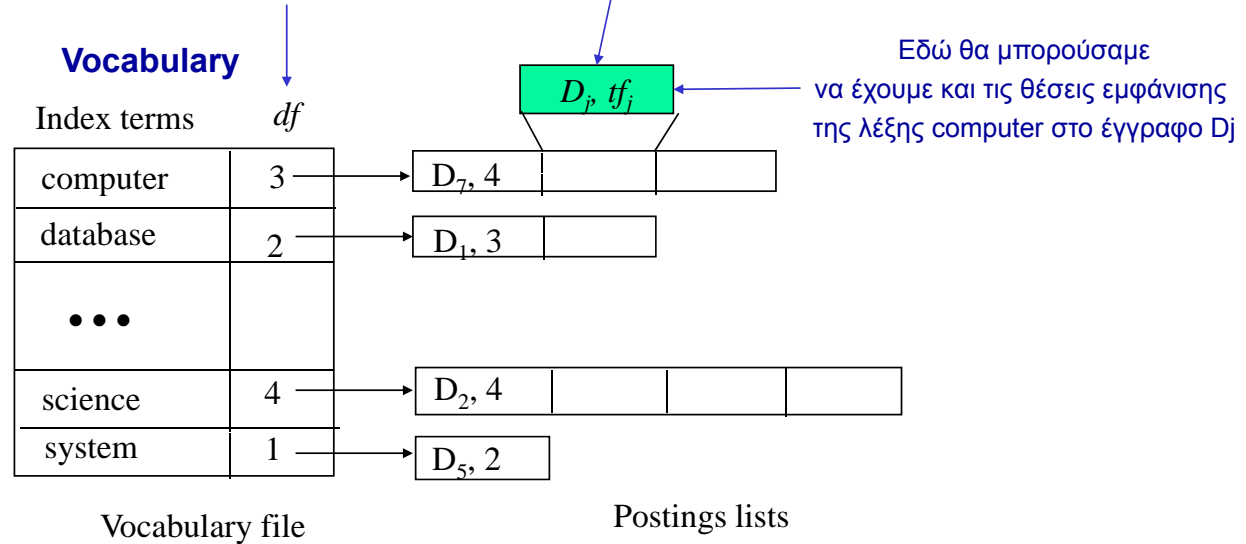 Vocabulary
Εδώ θα μπορούσαμε
να έχουμε και τις θέσεις εμφάνισης
της λέξης computer στο έγγραφο Dj
Dj, tfj
Index terms df
computer 3 D7, 4
database 2 D1, 3
•••
science 4 D2, 4
system 1 D5, 2
Vocabulary file Postings lists